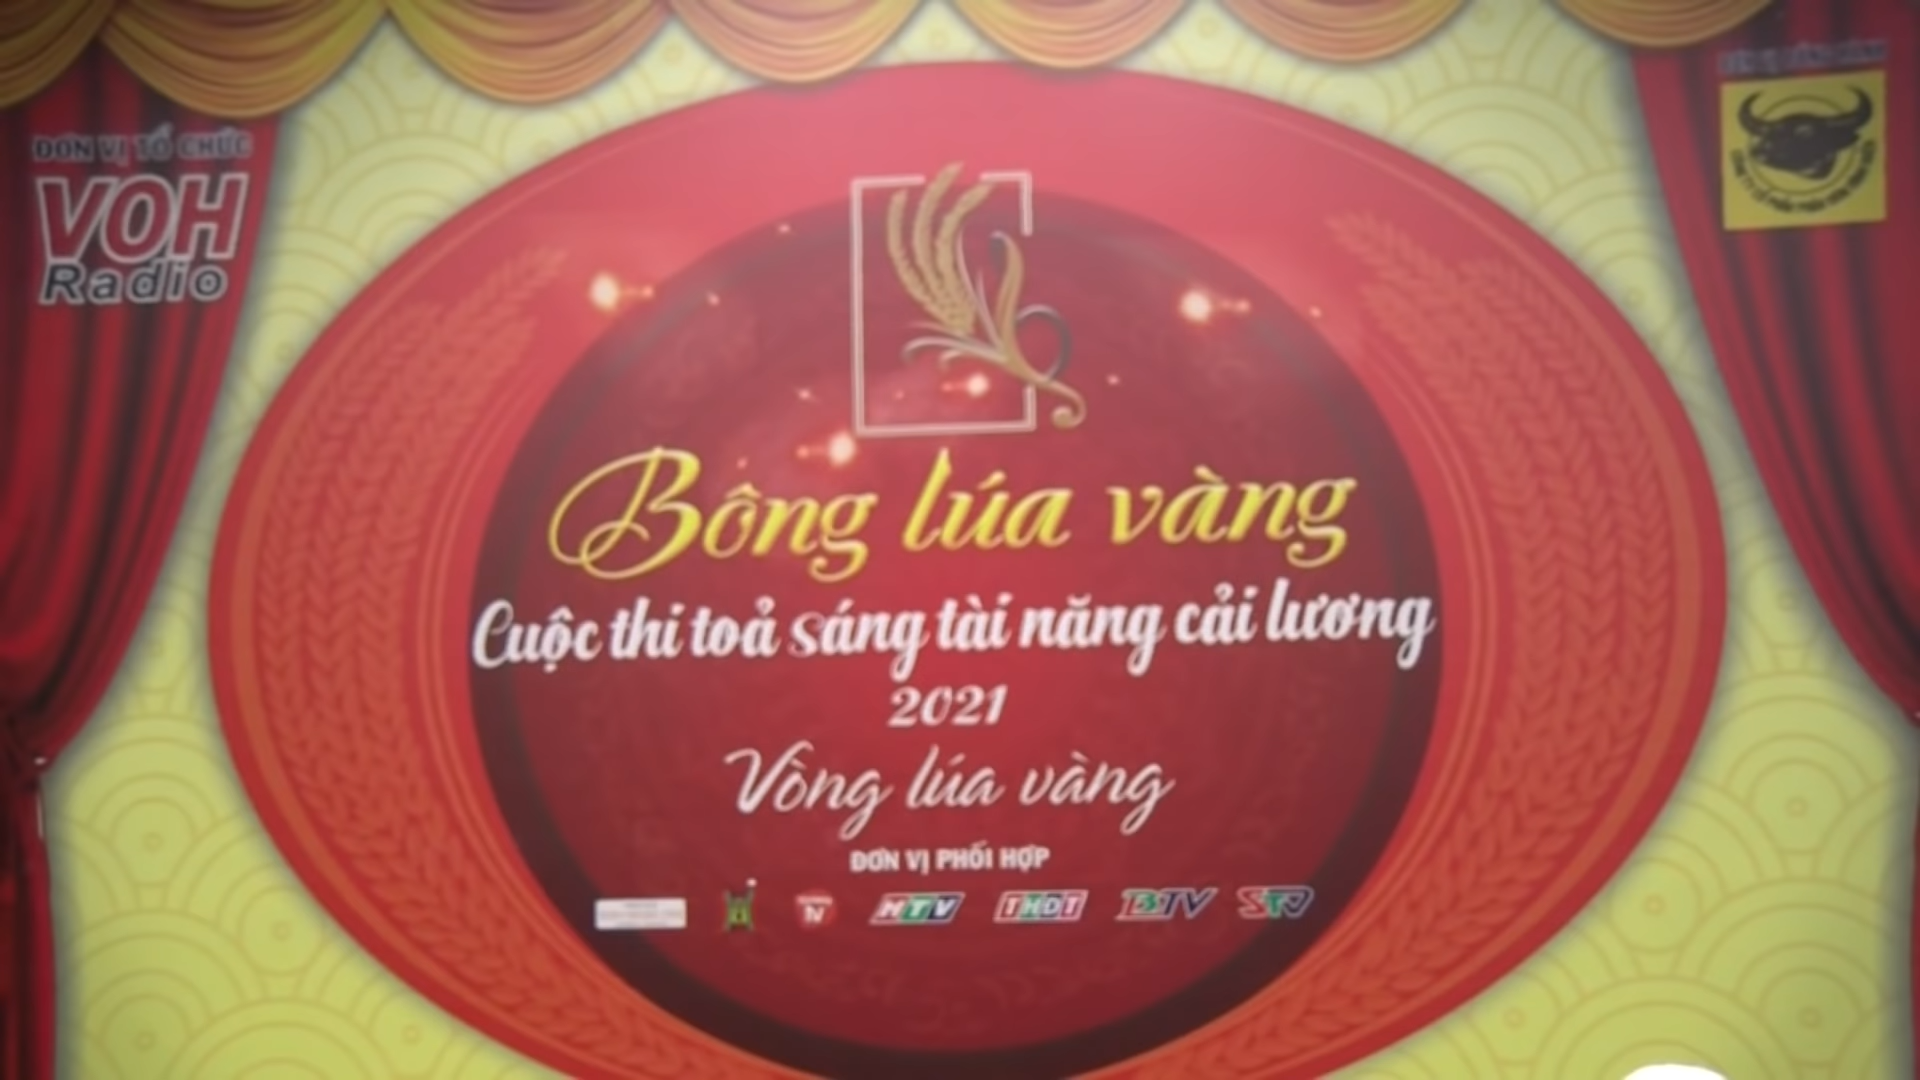 ĐƠN VỊ TỔ CHỨC
VOH
Radio
Bông lúa vàng
Cuộc thi toả sáng tài năng cải lương
2021
Vòng lúa vàng
ĐƠN VỊ PHỐI HỢP
HTV THDT BTV STV